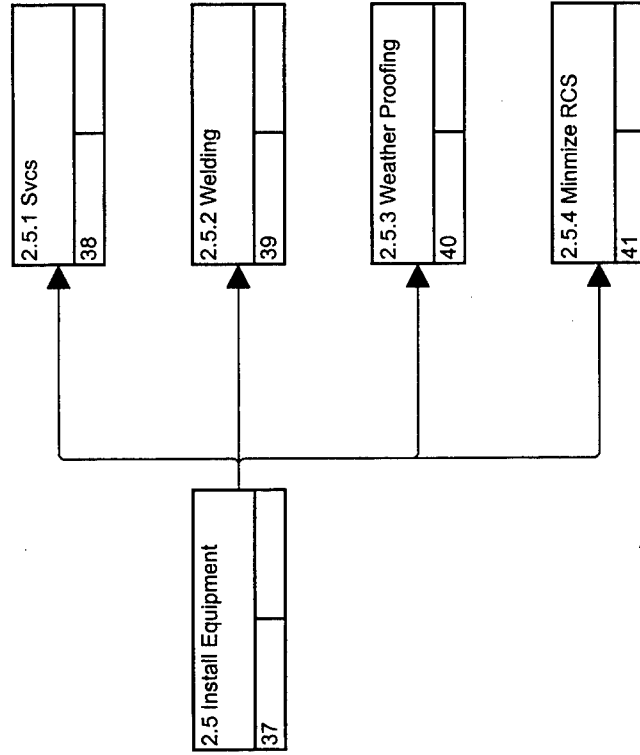 2.5 Install Equipment
37
2.5.1 Svcs
38
2.5.2 Welding
39
2.5.3 Weather Proofing
40
2.5.4 Minmize RCS
41